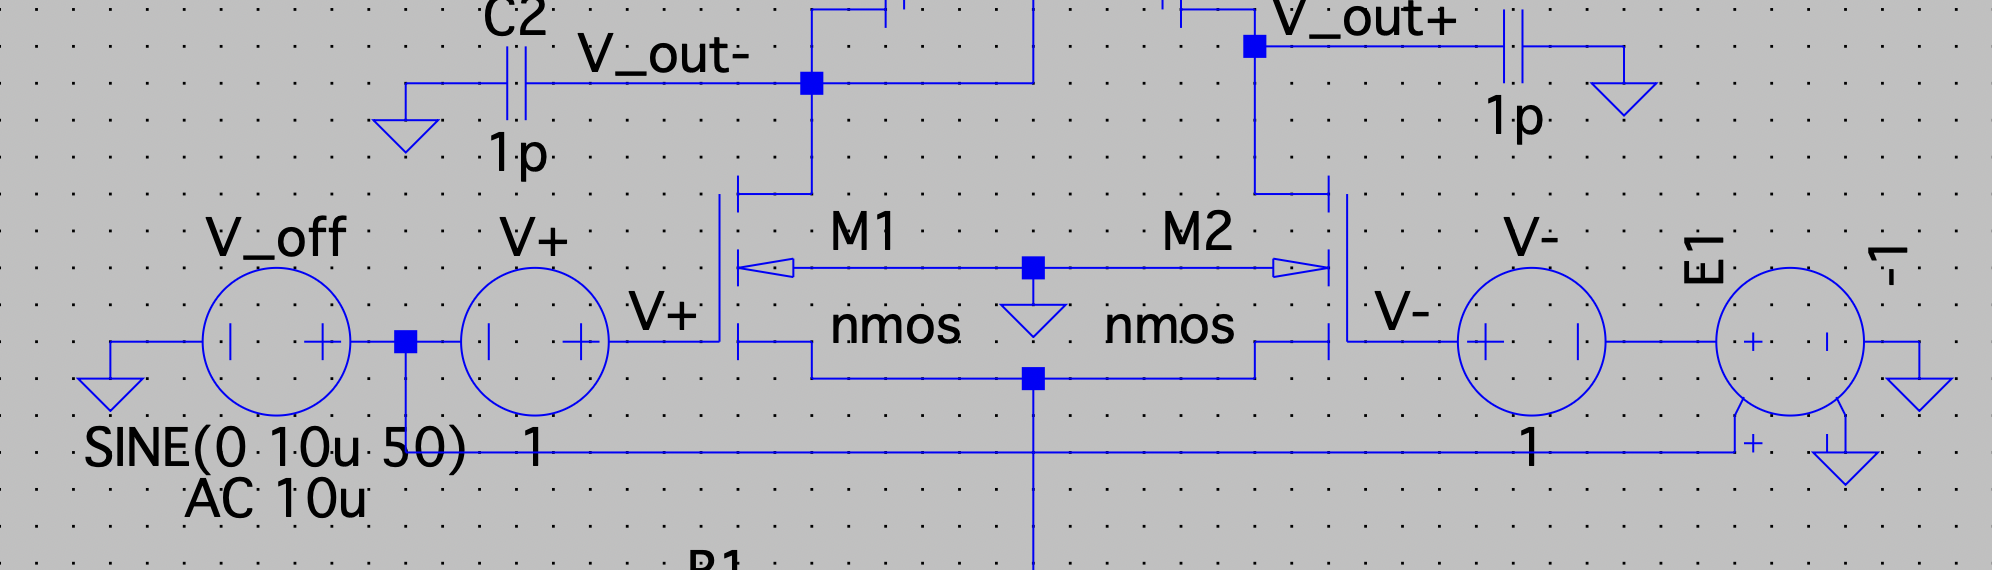 C2
V_out-
V_out+
1p
1p
V_off
V+
V+
M1
M2
nmos
nmos
V-
V-
E1
-1
SINE(0 10u 50)
AC 10u
1
1